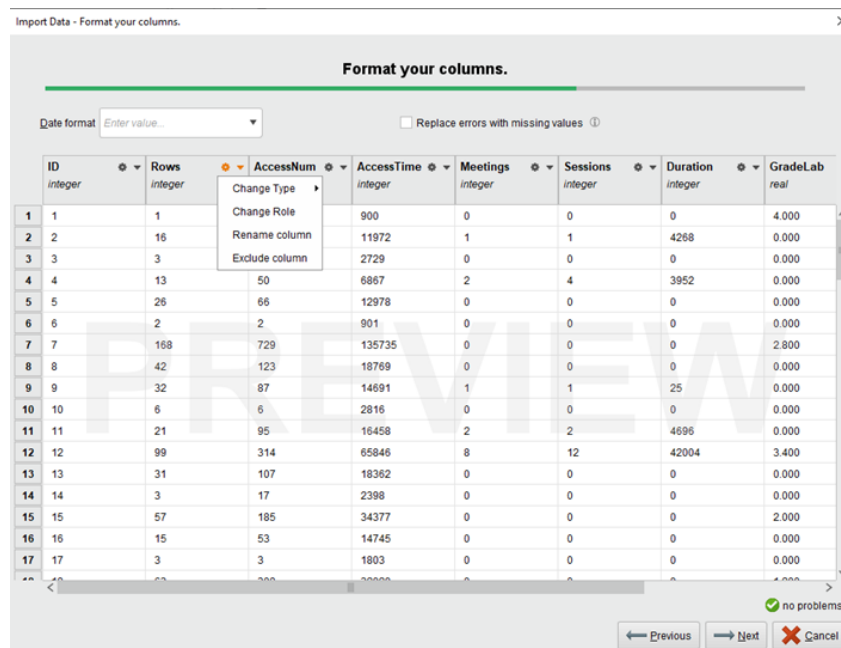 Import Data - Format your columns.
Format your columns.
Date format Enter value... Replace errors with missing values
ID Rows AccessNum AccessTime Meetings Sessions Duration GradeLab
integer integer integer integer integer integer real
Change Type
Change Role
Rename column
Exclude column
1 1 1 900 0 0 0 4.000
2 2 16 11972 1 1 4268 0.000
3 3 3 2729 0 0 0 0.000
4 4 13 50 6867 2 4 3952 0.000
5 5 26 66 12978 0 0 0 0.000
6 6 2 2 901 0 0 0 0.000
7 7 168 729 135735 0 0 0 2.800
8 8 42 123 18769 0 0 0 0.000
9 9 32 87 14691 1 1 25 0.000
10 10 6 6 2816 0 0 0 0.000
11 11 21 95 16458 2 2 4696 0.000
12 12 99 314 65846 8 12 42004 3.400
13 13 31 107 18362 0 0 0 0.000
14 14 3 17 2398 0 0 0 0.000
15 15 57 185 34377 0 0 0 2.000
16 16 15 53 14745 0 0 0 0.000
17 17 3 3 1803 0 0 0 0.000
PREVIEW
no problems
Previous Next Cancel